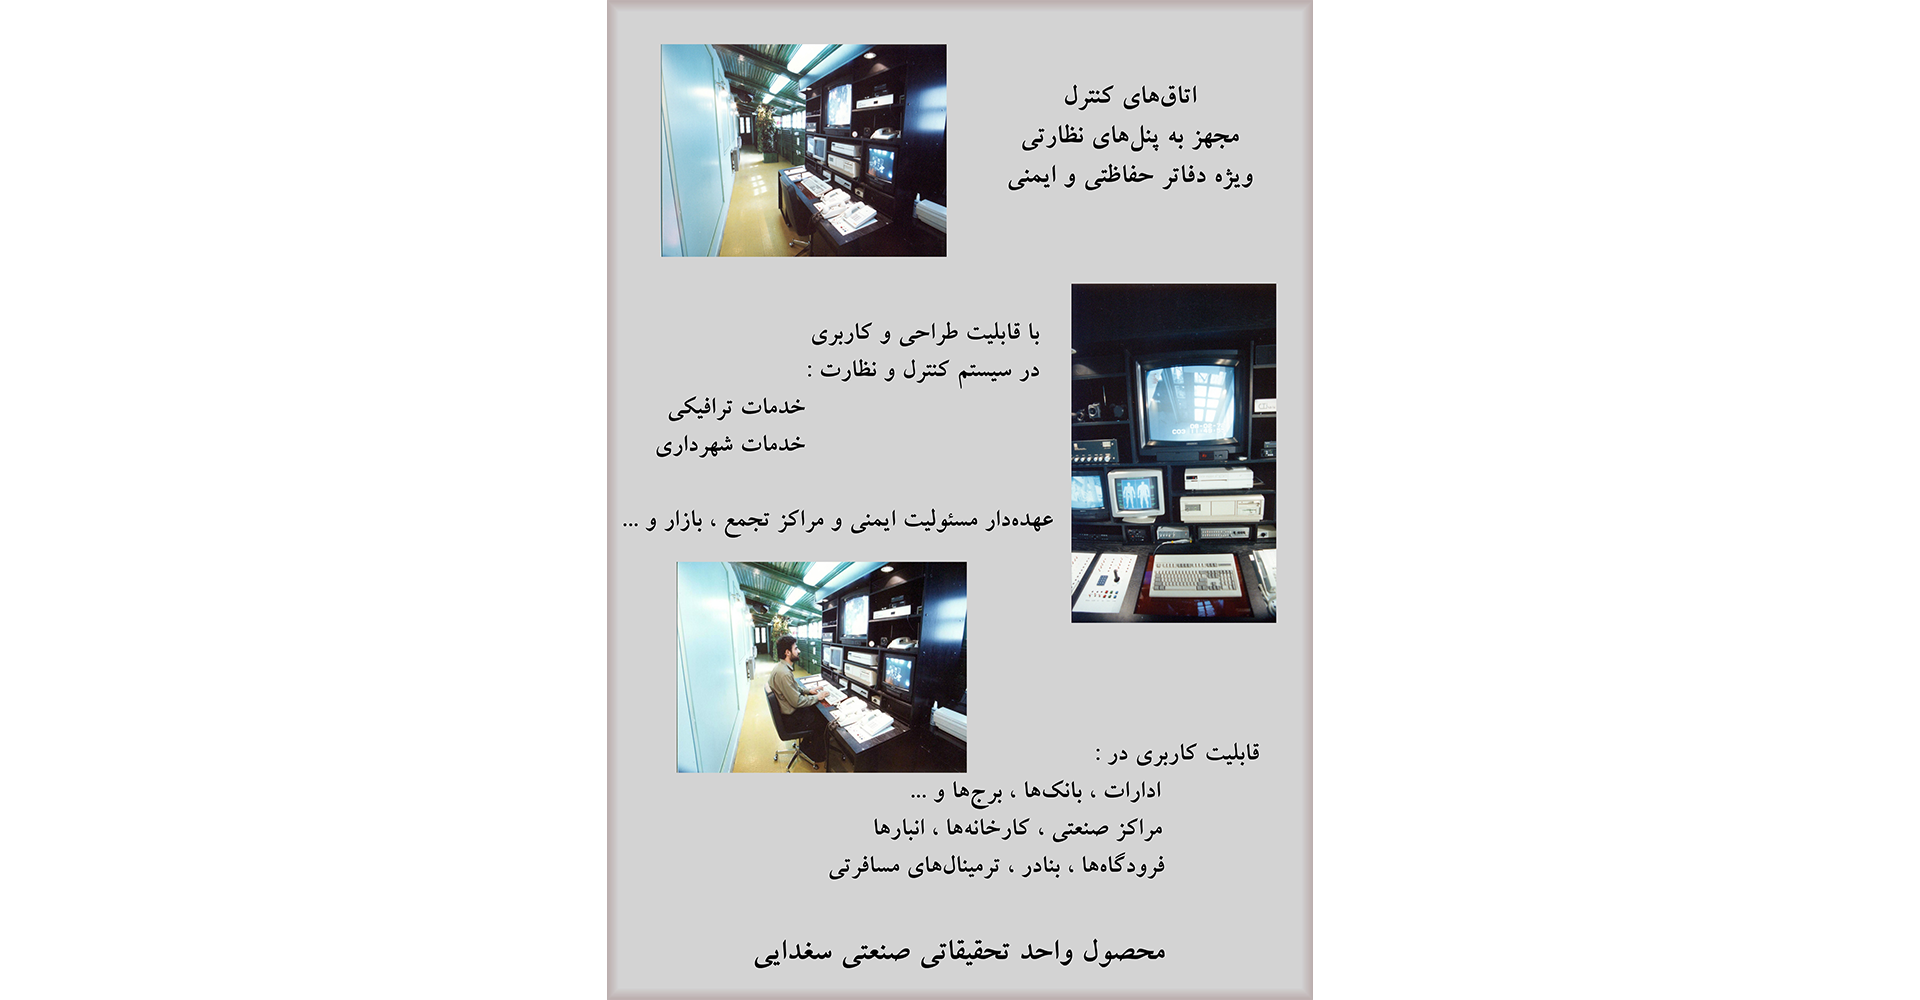 اتاق‌های کنترل
مجهز به پنل‌های نظارتی
ویژه دفاتر حفاظتی و ایمنی
با قابلیت طراحی و کاربری
در سیستم کنترل و نظارت :
خدمات ترافیکی
خدمات شهرداری
عهده‌دار مسئولیت ایمنی و مراکز تجمع ، بازار و ...
قابلیت کاربری در :
ادارات ، بانک‌ها ، برج‌ها و ...
مراکز صنعتی ، کارخانه‌ها ، انبارها
فرودگاه‌ها ، بنادر ، ترمینال‌های مسافرتی
محصول واحد تحقیقاتی صنعتی سغدایی